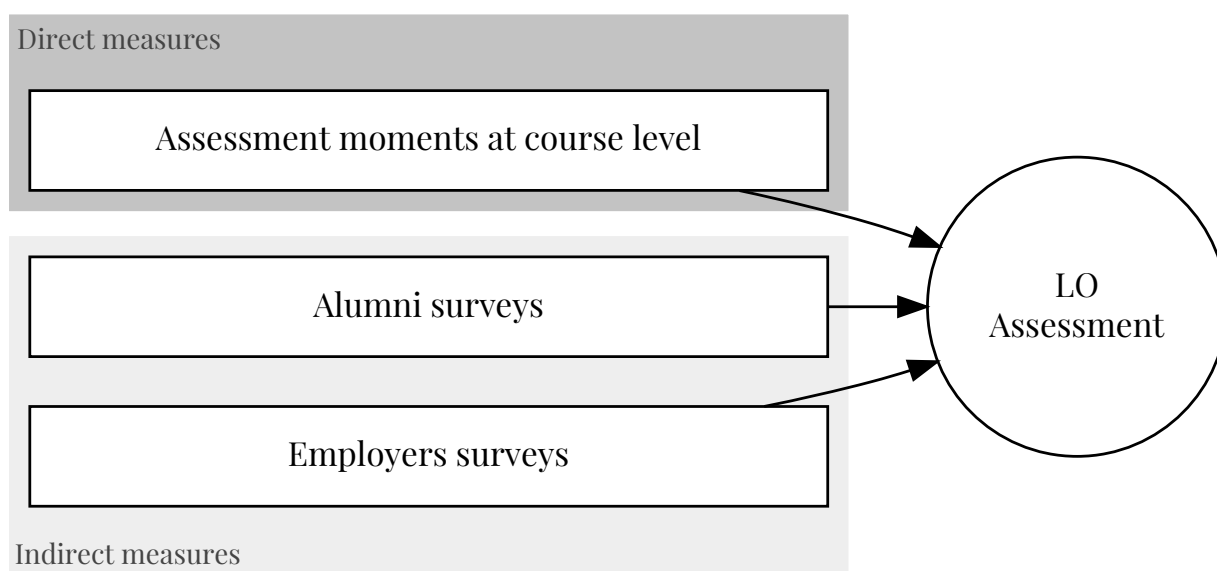 Direct measures
Assessment moments at course level
Alumni surveys
LO
Assessment
Employers surveys
Indirect measures